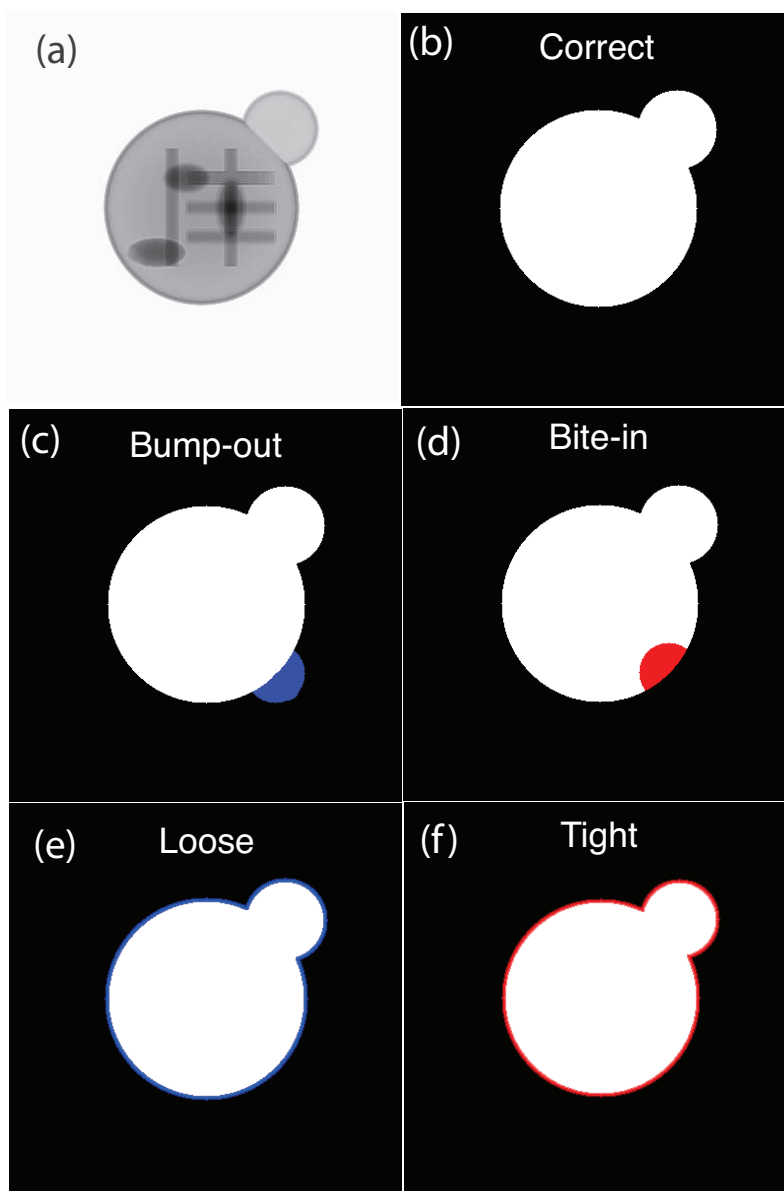 (a)
(b) Correct
(c) Bump-out
(d) Bite-in
(e) Loose
(f) Tight